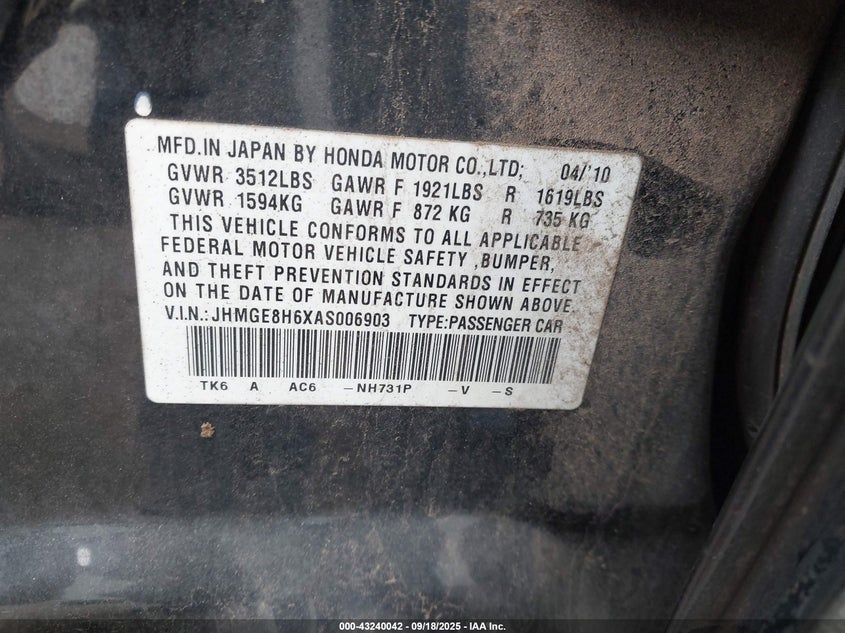 MFD.IN JAPAN BY HONDA MOTOR CO.,LTD; 04/'10
GVWR 3512LBS GAWR F 1921LBS R 1619LBS
GVWR 1594KG GAWR F 872 KG R 735 KG
THIS VEHICLE CONFORMS TO ALL APPLICABLE
FEDERAL MOTOR VEHICLE SAFETY ,BUMPER,
AND THEFT PREVENTION STANDARDS IN EFFECT
ON THE DATE OF MANUFACTURE SHOWN ABOVE.
V.I.N.:JHMGE8H6XAS006903 TYPE:PASSENGER CAR
TK6 A AC6 -NH731P -V -S
000-43240042 - 09/18/2025 - IAA Inc.